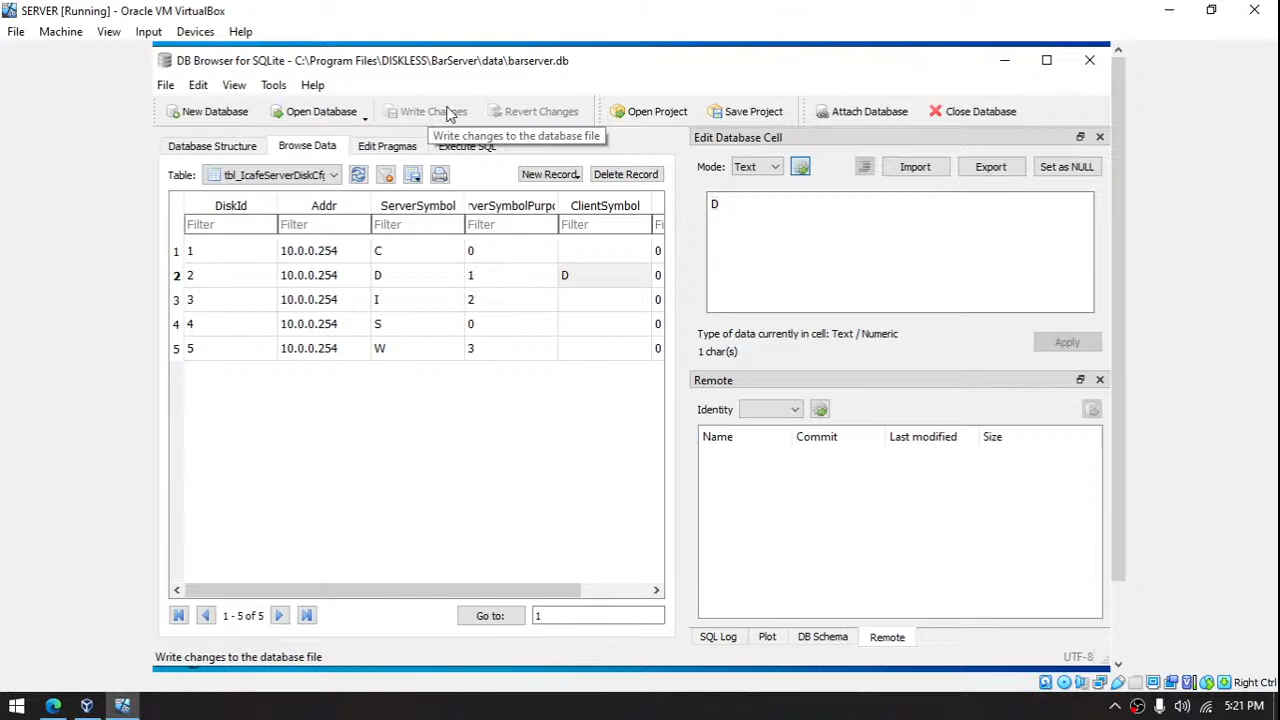 SERVER [Running] - Oracle VM VirtualBox
File Machine View Input Devices Help
DB Browser for SQLite - C:\Program Files\DISKLESS\BarServer\data\barserver.db
File Edit View Tools Help
New Database Open Database Write Changes Revert Changes Open Project Save Project Attach Database Close Database
Write changes to the database file
Database Structure Browse Data Edit Pragmas Execute SQL
Edit Database Cell
Table: tbl_IcafeServerDiskCf New Record Delete Record
Mode: Text Import Export Set as NULL
DiskId Addr ServerSymbol rverSymbolPurpo ClientSymbol
Filter Filter Filter Filter Filter F
1 1 10.0.0.254 C 0 0
2 2 10.0.0.254 D 1 D 0
3 3 10.0.0.254 I 2 0
4 4 10.0.0.254 S 0 0
5 5 10.0.0.254 W 3 0
D
Type of data currently in cell: Text / Numeric
1 char(s)
Apply
Remote
Identity
Name Commit Last modified Size
1 - 5 of 5 Go to: 1
SQL Log Plot DB Schema Remote
Write changes to the database file
UTF-8
Right Ctrl
5:21 PM